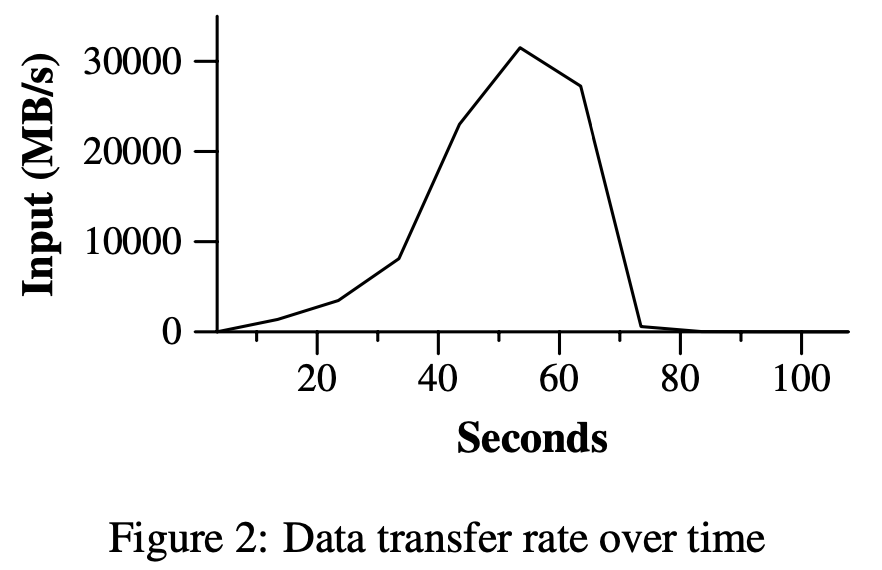 Input (MB/s)
30000
20000
10000
0
20 40 60 80 100
Seconds
Figure 2: Data transfer rate over time